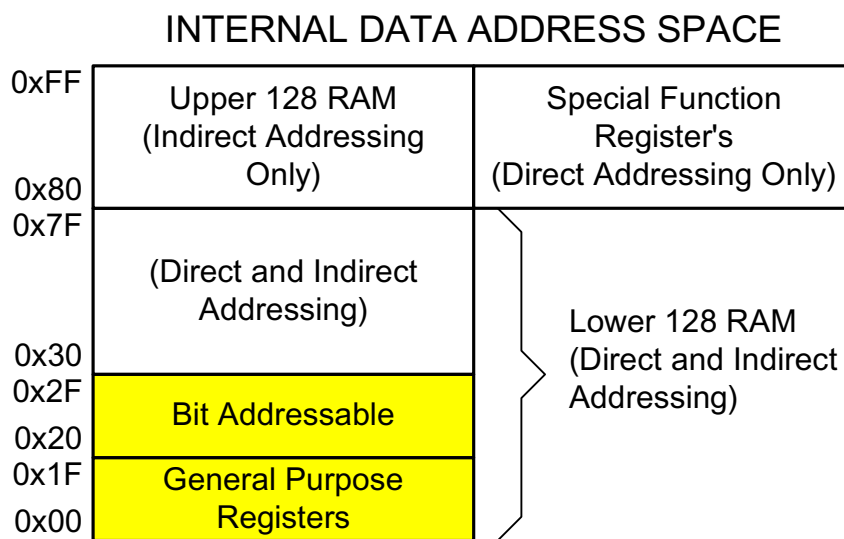 INTERNAL DATA ADDRESS SPACE
0xFF
Upper 128 RAM
(Indirect Addressing
Only)
0x80
Special Function
Register's
(Direct Addressing Only)
0x7F
(Direct and Indirect
Addressing)
0x30
Lower 128 RAM
(Direct and Indirect
Addressing)
0x2F
Bit Addressable
0x20
0x1F
General Purpose
Registers
0x00